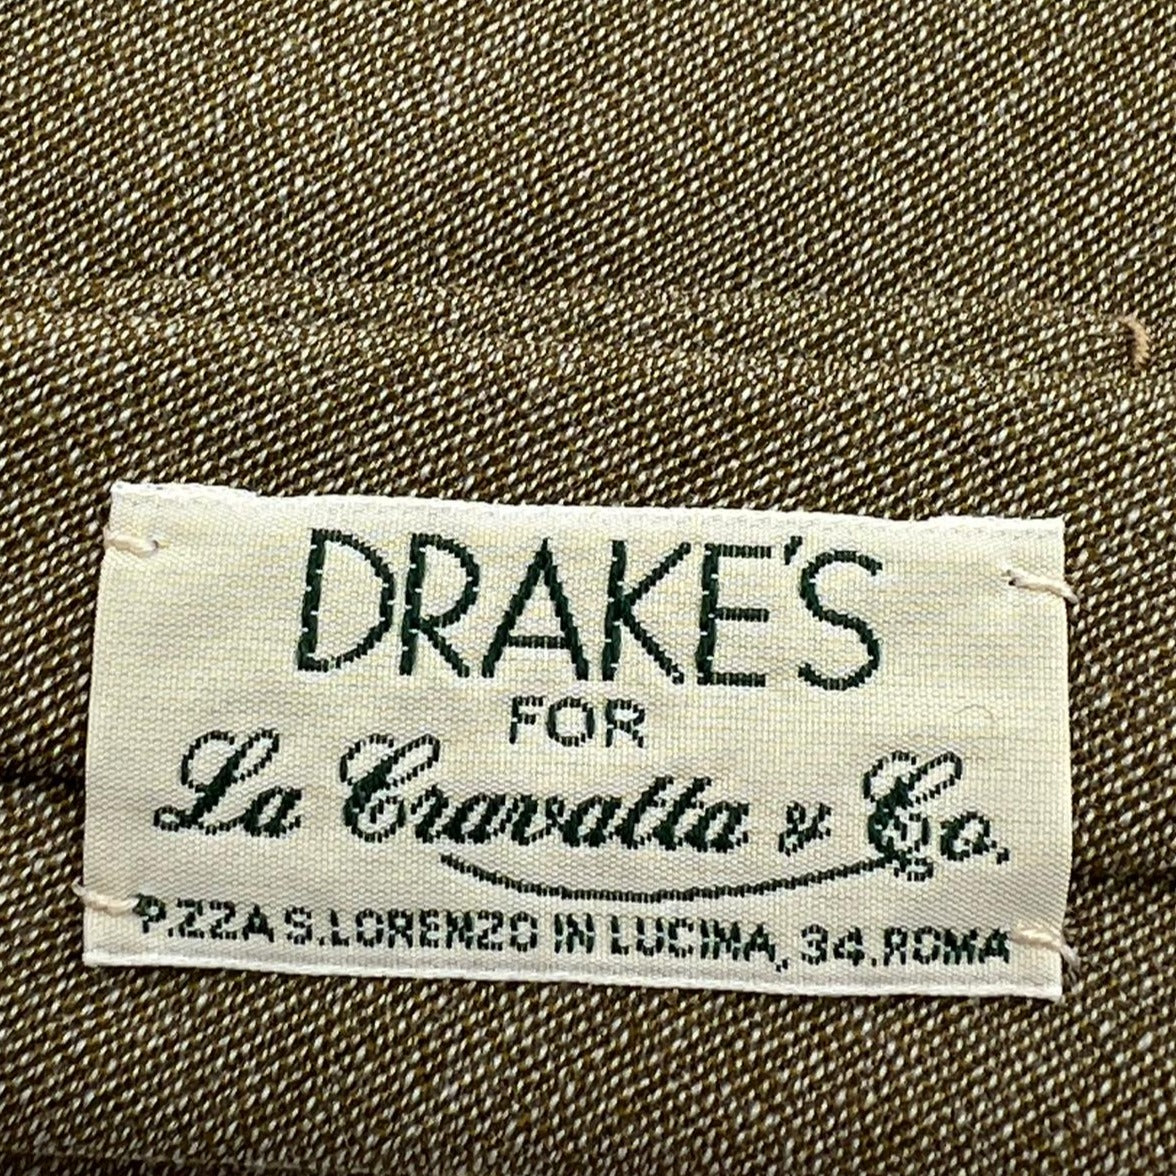 DRAKE'S
FOR
La Cravatta & Co.
P.ZZA S.LORENZO IN LUCINA, 34.ROMA